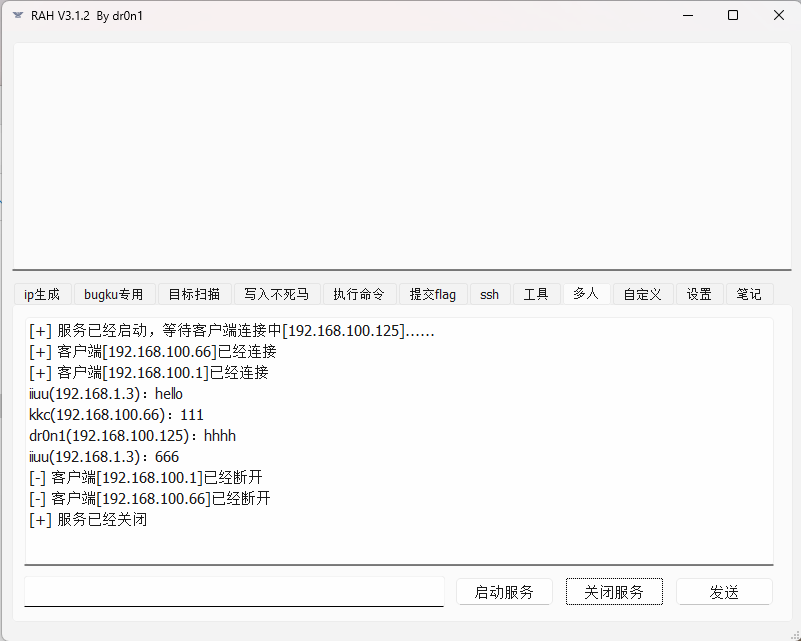 RAH V3.1.2 By dr0n1
ip生成 bugku专用 目标扫描 写入不死马 执行命令 提交flag ssh 工具 多人 自定义 设置 笔记
[+] 服务已经启动，等待客户端连接中[192.168.100.125]......
[+] 客户端[192.168.100.66]已经连接
[+] 客户端[192.168.100.1]已经连接
iiuu(192.168.1.3)：hello
kkc(192.168.100.66)：111
dr0n1(192.168.100.125)：hhhh
iiuu(192.168.1.3)：666
[-] 客户端[192.168.100.1]已经断开
[-] 客户端[192.168.100.66]已经断开
[+] 服务已经关闭
启动服务 关闭服务 发送